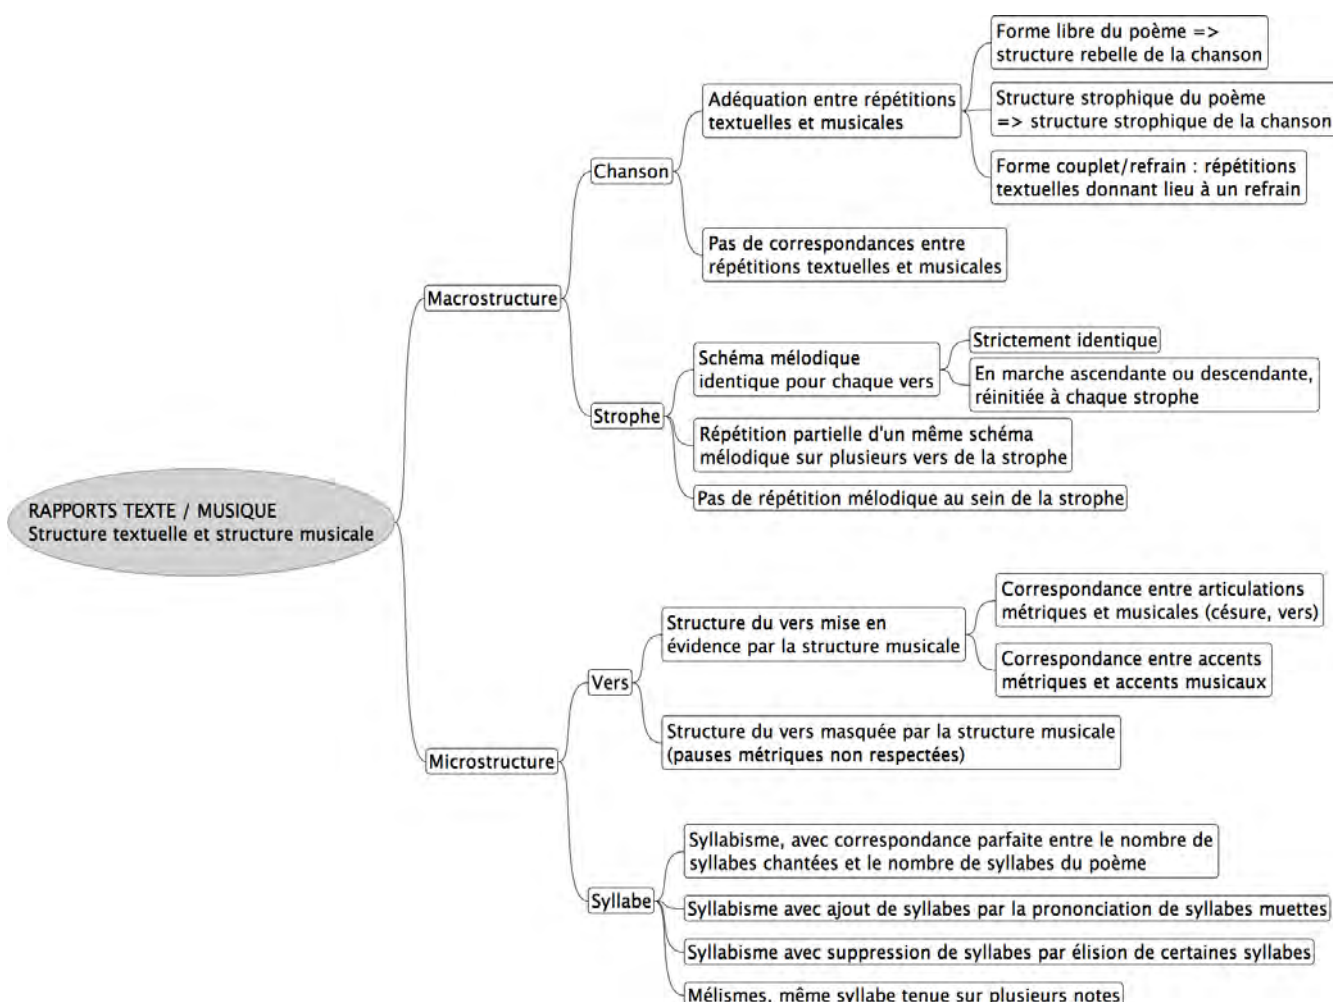 RAPPORTS TEXTE / MUSIQUE
Structure textuelle et structure musicale
Macrostructure
Chanson
Adéquation entre répétitions
textuelles et musicales
Forme libre du poème =>
structure rebelle de la chanson
Structure strophique du poème
=> structure strophique de la chanson
Forme couplet/refrain : répétitions
textuelles donnant lieu à un refrain
Pas de correspondances entre
répétitions textuelles et musicales
Strophe
Schéma mélodique
identique pour chaque vers
Strictement identique
En marche ascendante ou descendante,
réinitiée à chaque strophe
Répétition partielle d'un même schéma
mélodique sur plusieurs vers de la strophe
Pas de répétition mélodique au sein de la strophe
Microstructure
Vers
Structure du vers mise en
évidence par la structure musicale
Correspondance entre articulations
métriques et musicales (césure, vers)
Correspondance entre accents
métriques et accents musicaux
Structure du vers masquée par la structure musicale
(pauses métriques non respectées)
Syllabe
Syllabisme, avec correspondance parfaite entre le nombre de
syllabes chantées et le nombre de syllabes du poème
Syllabisme avec ajout de syllabes par la prononciation de syllabes muettes
Syllabisme avec suppression de syllabes par élision de certaines syllabes
Mélismes, même syllabe tenue sur plusieurs notes